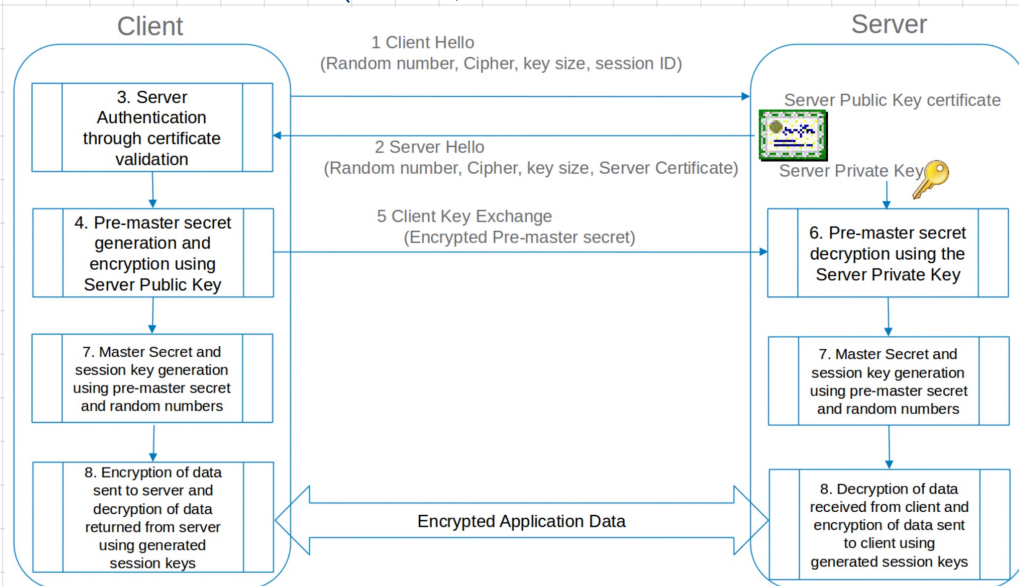 Client
Server
1 Client Hello
(Random number, Cipher, key size, session ID)
3. Server
Authentication
through certificate
validation
Server Public Key certificate
2 Server Hello
(Random number, Cipher, key size, Server Certificate)
Server Private Key
4. Pre-master secret
generation and
encryption using
Server Public Key
5 Client Key Exchange
(Encrypted Pre-master secret)
6. Pre-master secret
decryption using the
Server Private Key
7. Master Secret and
session key generation
using pre-master secret
and random numbers
7. Master Secret and
session key generation
using pre-master secret
and random numbers
8. Encryption of data
sent to server and
decryption of data
returned from server
using generated
session keys
Encrypted Application Data
8. Decryption of data
received from client and
encryption of data sent
to client using
generated session keys